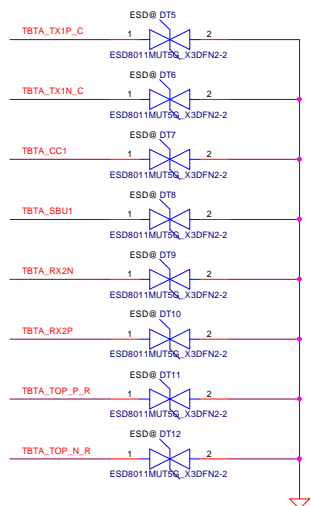 ESD@ DT5
TBTA_TX1P_C 1 2
ESD8011MUT5G_X3DFN2-2
ESD@ DT6
TBTA_TX1N_C 1 2
ESD8011MUT5G_X3DFN2-2
ESD@ DT7
TBTA_CC1 1 2
ESD8011MUT5G_X3DFN2-2
ESD@ DT8
TBTA_SBU1 1 2
ESD8011MUT5G_X3DFN2-2
ESD@ DT9
TBTA_RX2N 1 2
ESD8011MUT5G_X3DFN2-2
ESD@ DT10
TBTA_RX2P 1 2
ESD8011MUT5G_X3DFN2-2
ESD@ DT11
TBTA_TOP_P_R 1 2
ESD8011MUT5G_X3DFN2-2
ESD@ DT12
TBTA_TOP_N_R 1 2
ESD8011MUT5G_X3DFN2-2